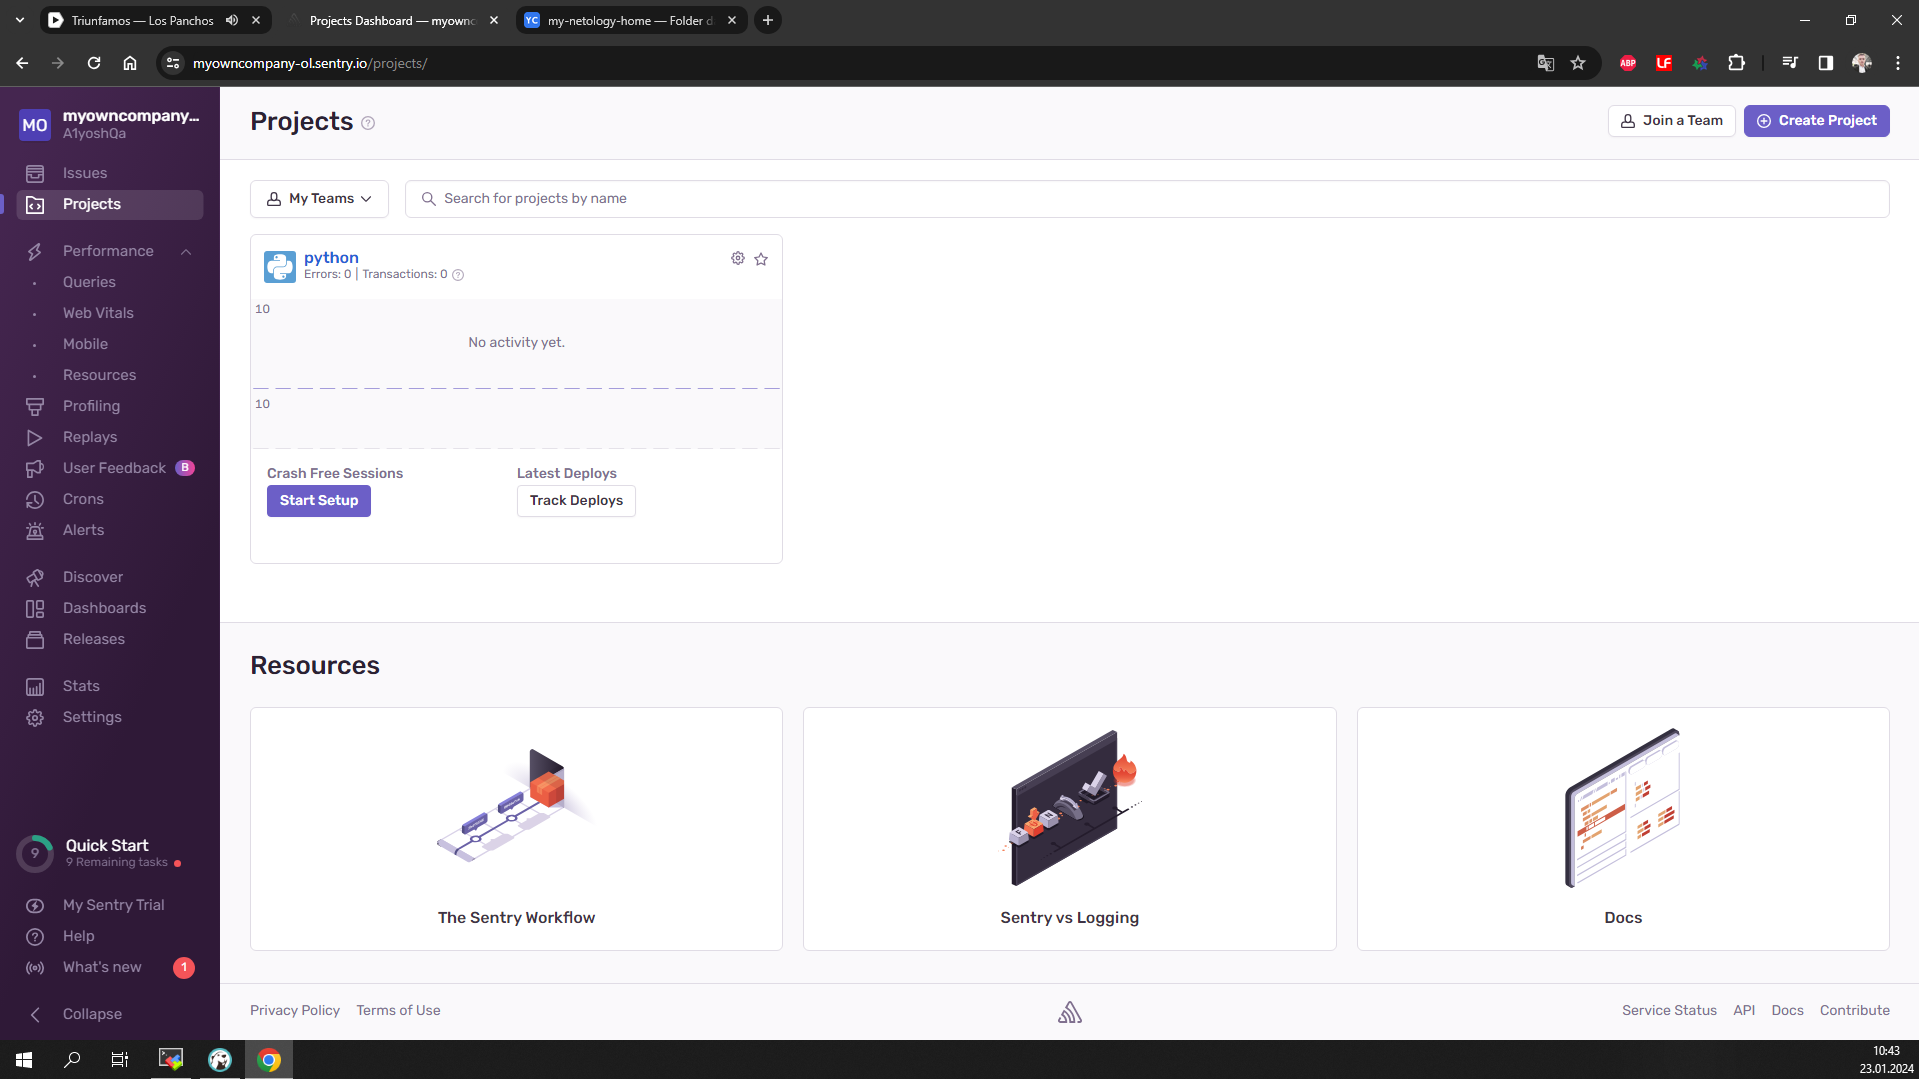 Triunfamos — Los Panchos
Projects Dashboard — myownc
YC my-netology-home — Folder d
myowncompany-ol.sentry.io/projects/
ABP
LF
MO
myowncompany...
A1yoshQa
Issues
Projects
Performance
Queries
Web Vitals
Mobile
Resources
Profiling
Replays
User Feedback B
Crons
Alerts
Discover
Dashboards
Releases
Stats
Settings
9
Quick Start
9 Remaining tasks
My Sentry Trial
Help
What's new 1
Collapse
Projects
Join a Team
Create Project
My Teams
Search for projects by name
python
Errors: 0 | Transactions: 0
10
No activity yet.
10
Crash Free Sessions
Start Setup
Latest Deploys
Track Deploys
Resources
The Sentry Workflow
Sentry vs Logging
Docs
Privacy Policy
Terms of Use
Service Status
API
Docs
Contribute
10:43
23.01.2024